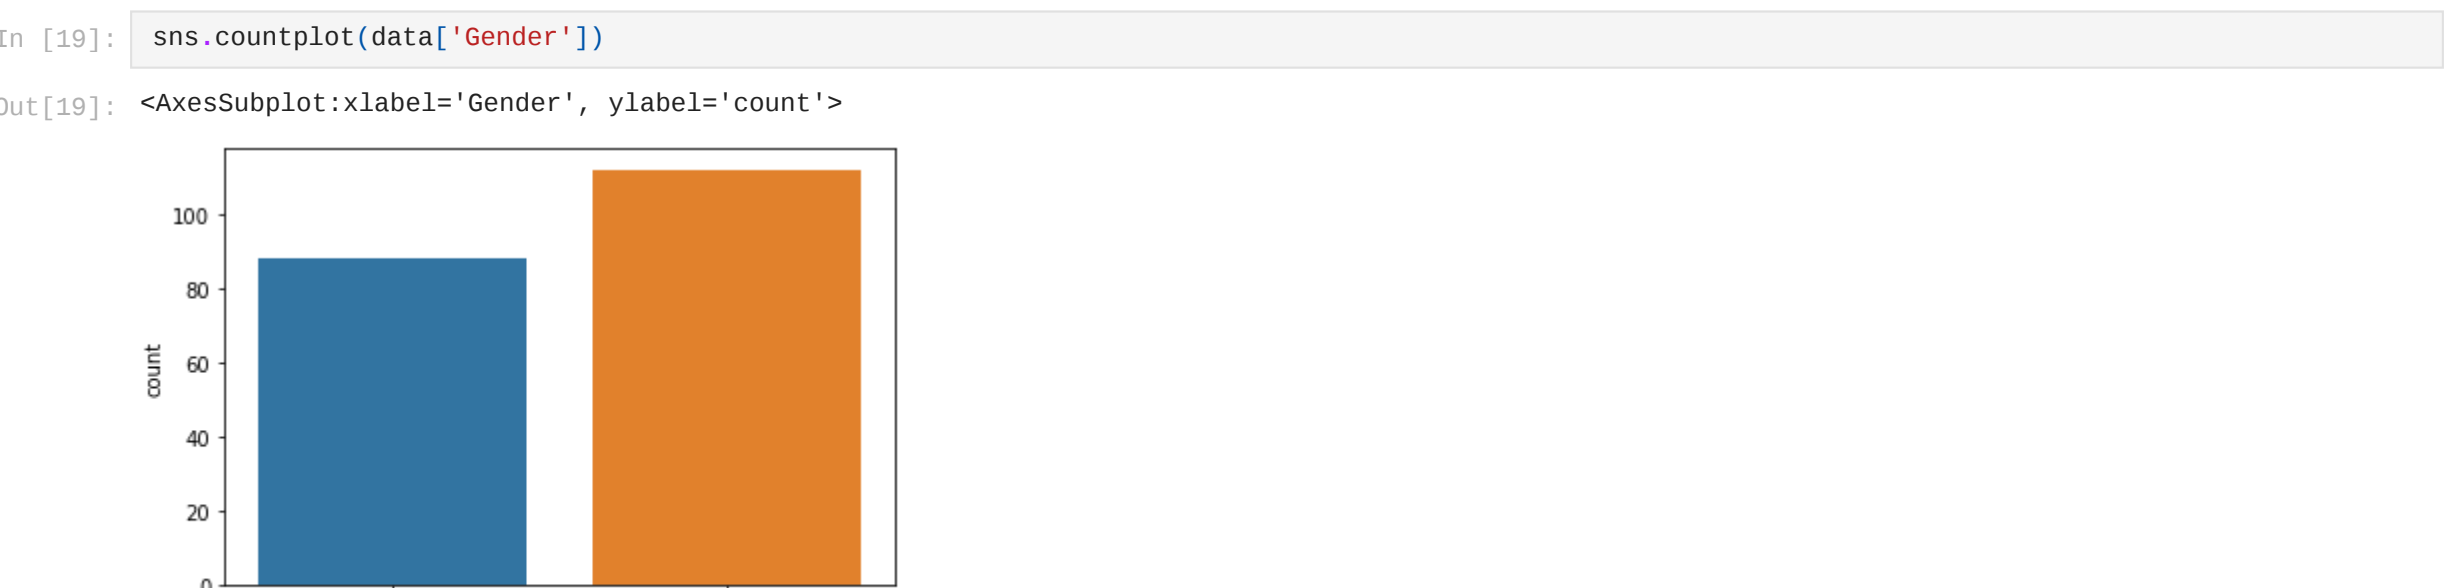 In [19]: sns.countplot(data['Gender'])
Out[19]: <AxesSubplot:xlabel='Gender', ylabel='count'>
100
80
60
count
40
20
0